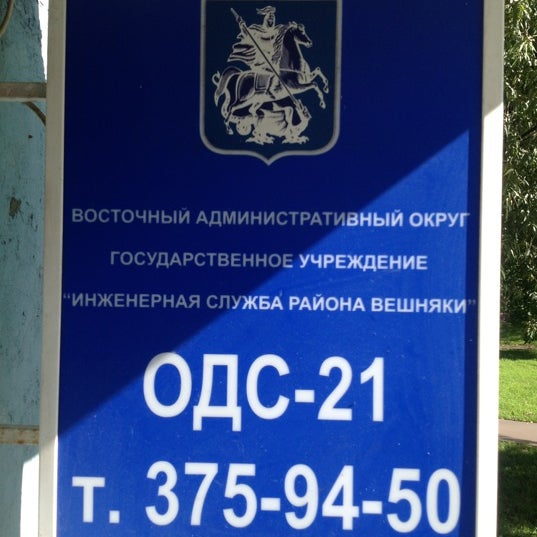 ВОСТОЧНЫЙ АДМИНИСТРАТИВНЫЙ ОКРУГ
ГОСУДАРСТВЕННОЕ УЧРЕЖДЕНИЕ
"ИНЖЕНЕРНАЯ СЛУЖБА РАЙОНА ВЕШНЯКИ"
ОДС-21
т. 375-94-50